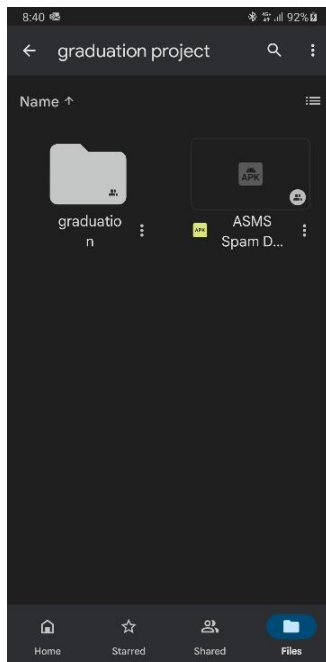 8:40
92%
graduation project
Name ↑
APK
graduatio
n
APK
ASMS
Spam D...
Home
Starred
Shared
Files